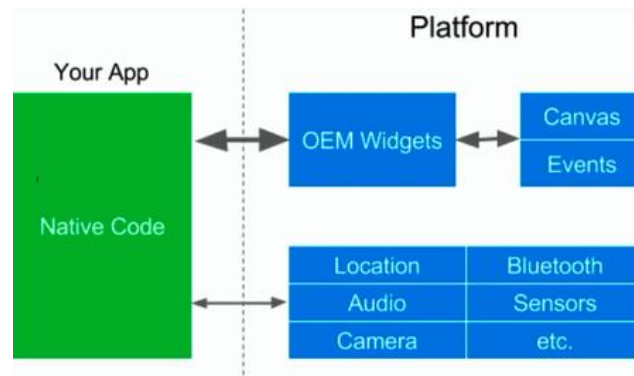 Platform
Your App
OEM Widgets
Canvas
Events
Native Code
Location
Bluetooth
Audio
Sensors
Camera
etc.